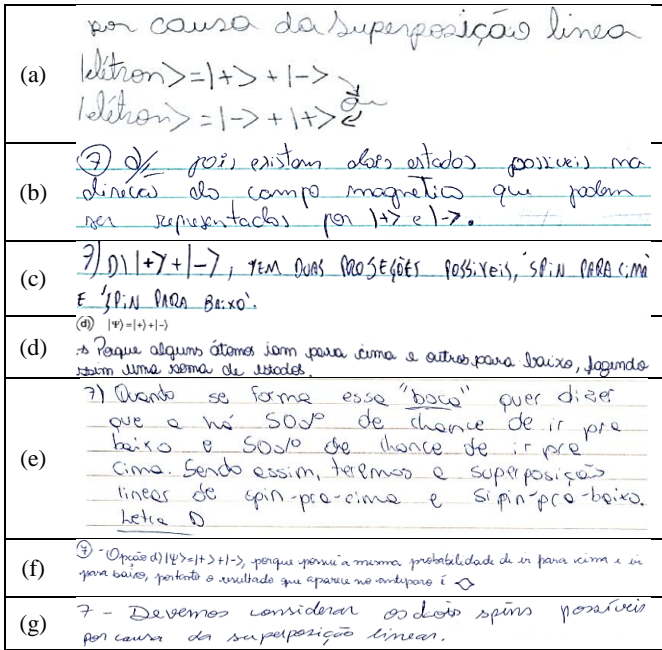 (a)
por causa da superposição linea
|elétron> = |+> + |->
|elétron> = |-> + |+>
(b)
7 d) pois existem dois estados possíveis na
direção do campo magnético que podem
ser representados por |+> e |->.
(c)
7) D) |+> + |->, TEM DUAS PROJEÇÕES POSSÍVEIS, 'SPIN PARA CIMA'
E 'SPIN PARA BAIXO'.
(d)
(d) |Ψ>=|+>+|->
→ Porque alguns átomos iam para cima e outros para baixo, fazendo
assim uma soma de estados.
(e)
7) Quando se forma essa "boca" quer dizer
que a há 50% de chance de ir pra
baixo e 50% de chance de ir pra
cima. Sendo assim, teremos a superposição
linear de spin-pra-cima e sipin-pra-baixo.
Letra D
(f)
7 - Opção d) |Ψ>=|+>+|->, porque possui a mesma probabilidade de ir para cima e ir
para baixo, portanto o resultado que aparece no anteparo é
(g)
7 - Devemos considerar os dois spins possíveis
por causa da superposição linear.